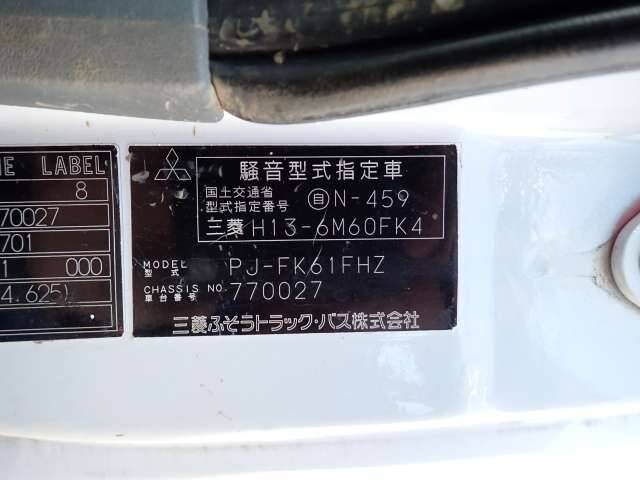 NE LABEL
8
70027
701
1 000
4.625
騒音型式指定車
国土交通省
型式指定番号 自N-459
三菱 H13-6M60FK4
MODEL
型式 PJ-FK61FHZ
CHASSIS NO.
車台番号 770027
三菱ふそうトラック・バス株式会社